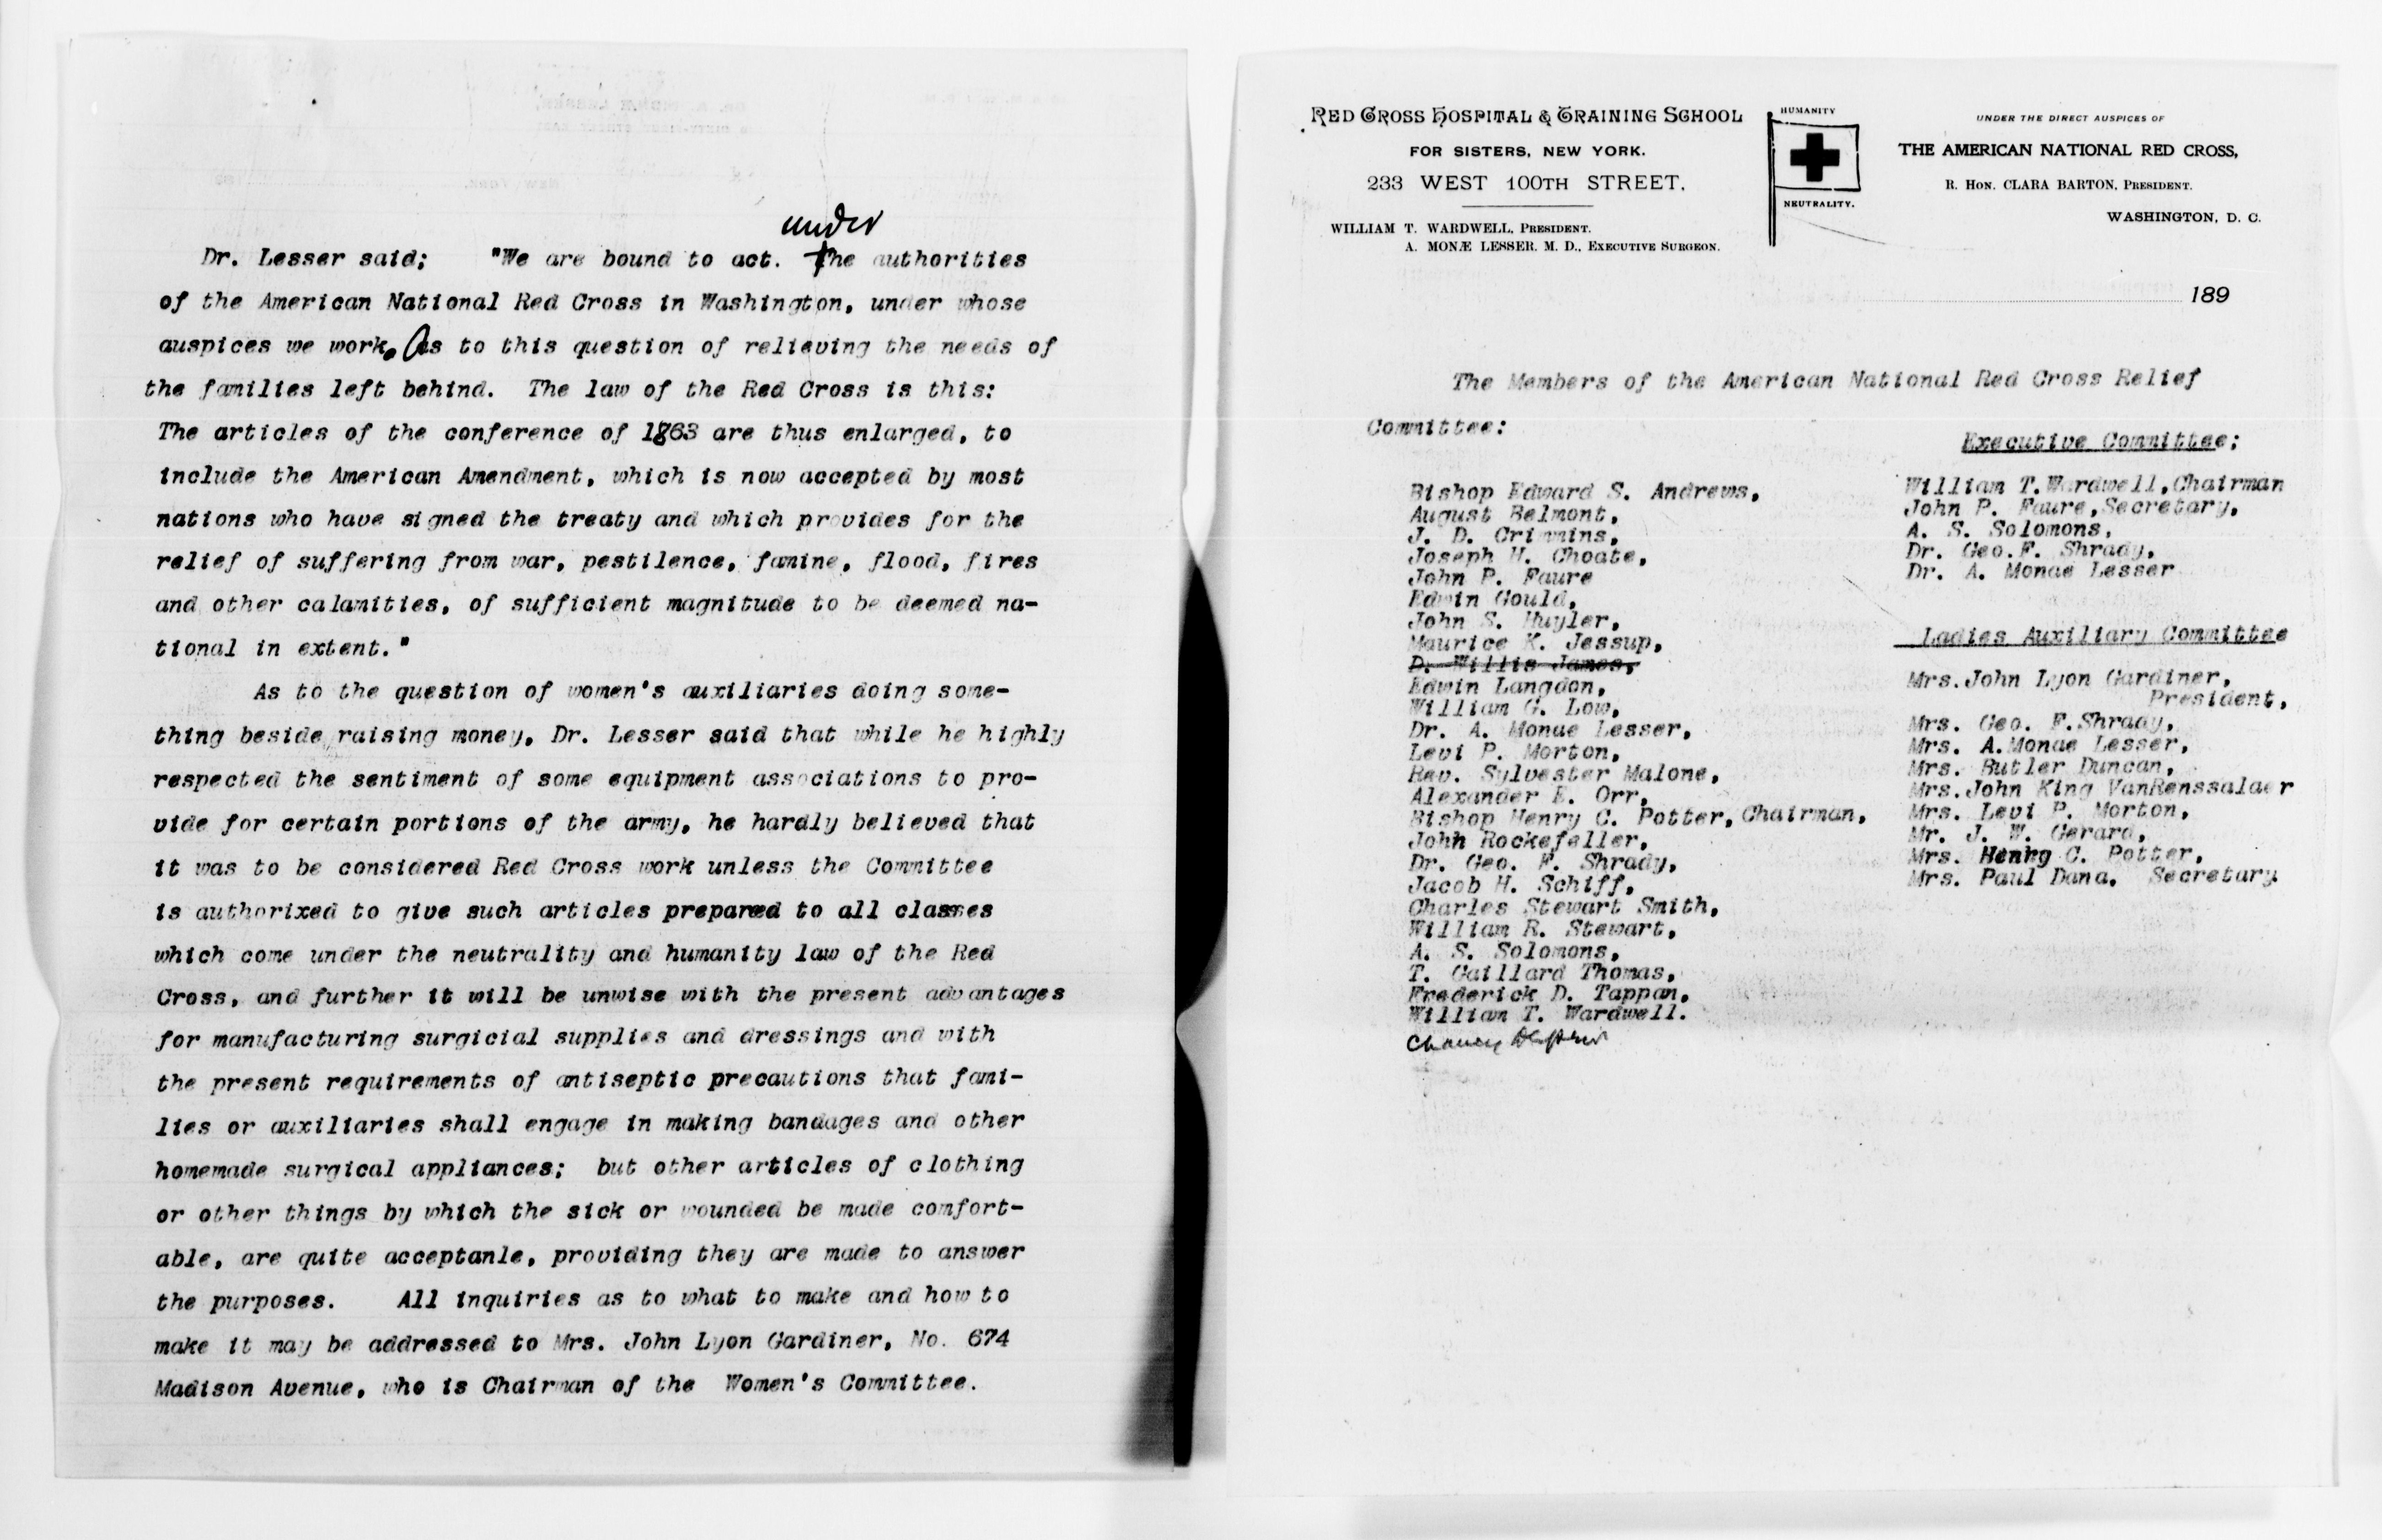 under
Dr. Lesser said; "We are bound to act. the authorities
of the American National Red Cross in Washington, under whose
auspices we work. As to this question of relieving the needs of
the families left behind. The law of the Red Cross is this:
The articles of the conference of 1863 are thus enlarged, to
include the American Amendment, which is now accepted by most
nations who have signed the treaty and which provides for the
relief of suffering from war, pestilence, famine, flood, fires
and other calamities, of sufficient magnitude to be deemed na-
tional in extent."
As to the question of women's auxiliaries doing some-
thing beside raising money, Dr. Lesser said that while he highly
respected the sentiment of some equipment associations to pro-
vide for certain portions of the army, he hardly believed that
it was to be considered Red Cross work unless the Committee
is authorized to give such articles prepared to all classes
which come under the neutrality and humanity law of the Red
Cross, and further it will be unwise with the present advantages
for manufacturing surgicial supplies and dressings and with
the present requirements of antiseptic precautions that fami-
lies or auxiliaries shall engage in making bandages and other
homemade surgical appliances; but other articles of clothing
or other things by which the sick or wounded be made comfort-
able, are quite acceptanle, providing they are made to answer
the purposes. All inquiries as to what to make and how to
make it may be addressed to Mrs. John Lyon Gardiner, No. 674
Madison Avenue, who is Chairman of the Women's Committee.
RED CROSS HOSPITAL & TRAINING SCHOOL
FOR SISTERS, NEW YORK.
233 WEST 100TH STREET.
WILLIAM T. WARDWELL, PRESIDENT.
A. MONÆ LESSER. M. D., EXECUTIVE SURGEON.
HUMANITY
NEUTRALITY.
UNDER THE DIRECT AUSPICES OF
THE AMERICAN NATIONAL RED CROSS,
R. HON. CLARA BARTON, PRESIDENT.
WASHINGTON, D. C.
189
The Members of the American National Red Cross Relief
Committee:
Bishop Edward S. Andrews,
August Belmont,
J. D. Crimmins,
Joseph H. Choate,
John P. Faure
Edwin Gould,
John S. Huyler,
Maurice K. Jessup,
D. Willis James,
Edwin Langdon,
William G. Low,
Dr. A. Monae Lesser,
Levi P. Morton,
Rev. Sylvester Malone,
Alexander E. Orr,
Bishop Henry C. Potter, Chairman,
John Rockefeller,
Dr. Geo. F. Shrady,
Jacob H. Schiff,
Charles Stewart Smith,
William R. Stewart,
A. S. Solomons,
T. Gaillard Thomas,
Frederick D. Tappan,
William T. Wardwell.
Executive Committee;
William T. Wardwell, Chairman
John P. Faure, Secretary,
A. S. Solomons,
Dr. Geo. F. Shrady,
Dr. A. Monae Lesser
Ladies Auxiliary Committee
Mrs. John Lyon Gardiner,
President,
Mrs. Geo. F. Shrady,
Mrs. A. Monae Lesser,
Mrs. Butler Duncan,
Mrs. John King VanRenssalaer
Mrs. Levi P. Morton,
Mr. J. W. Gerard,
Mrs. Henry C. Potter,
Mrs. Paul Dana, Secretary.